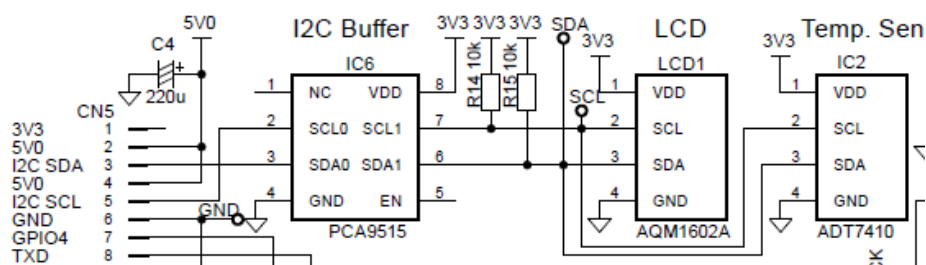 5V0 I2C Buffer 3V3 3V3 3V3 SDA LCD Temp. Sen
C4 3V3 3V3
IC6 R14 10k R15 10k LCD1 IC2
+
220u 1 NC VDD 8 1 VDD 1 VDD
CN5 SCL
3V3 1 2 SCL0 SCL1 7 2 SCL 2 SCL
5V0 2
I2C SDA 3 3 SDA0 SDA1 6 3 SDA 3 SDA
5V0 4
I2C SCL 5 4 GND EN 5 4 GND 4 GND
GND 6 GND
GPIO4 7 PCA9515 AQM1602A ADT7410
TXD 8 CK